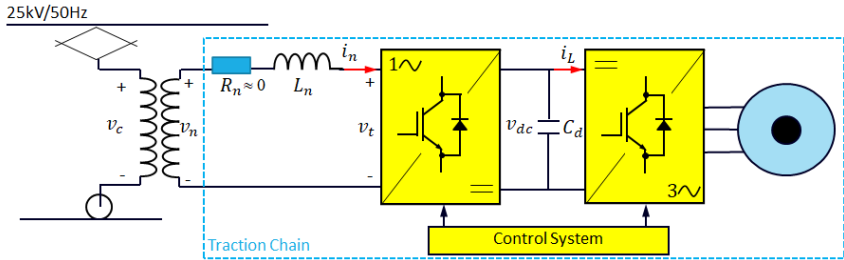 25kV/50Hz
+ + R_n ≈ 0 L_n i_n + 1∿ i_L =
v_c v_n v_t v_dc C_d
- - - = 3∿
Control System
Traction Chain